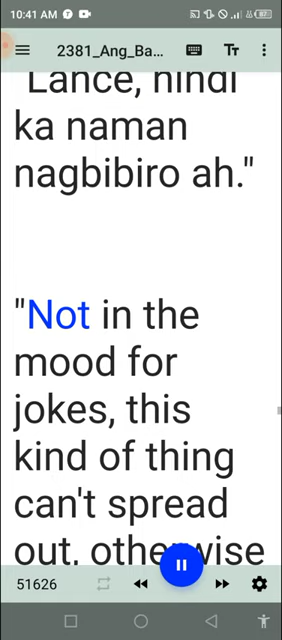 10:41 AM
87
2381_Ang_Ba...
"Lance, hindi
ka naman
nagbibiro ah."
"Not in the
mood for
jokes, this
kind of thing
can't spread
out, otherwise
51626